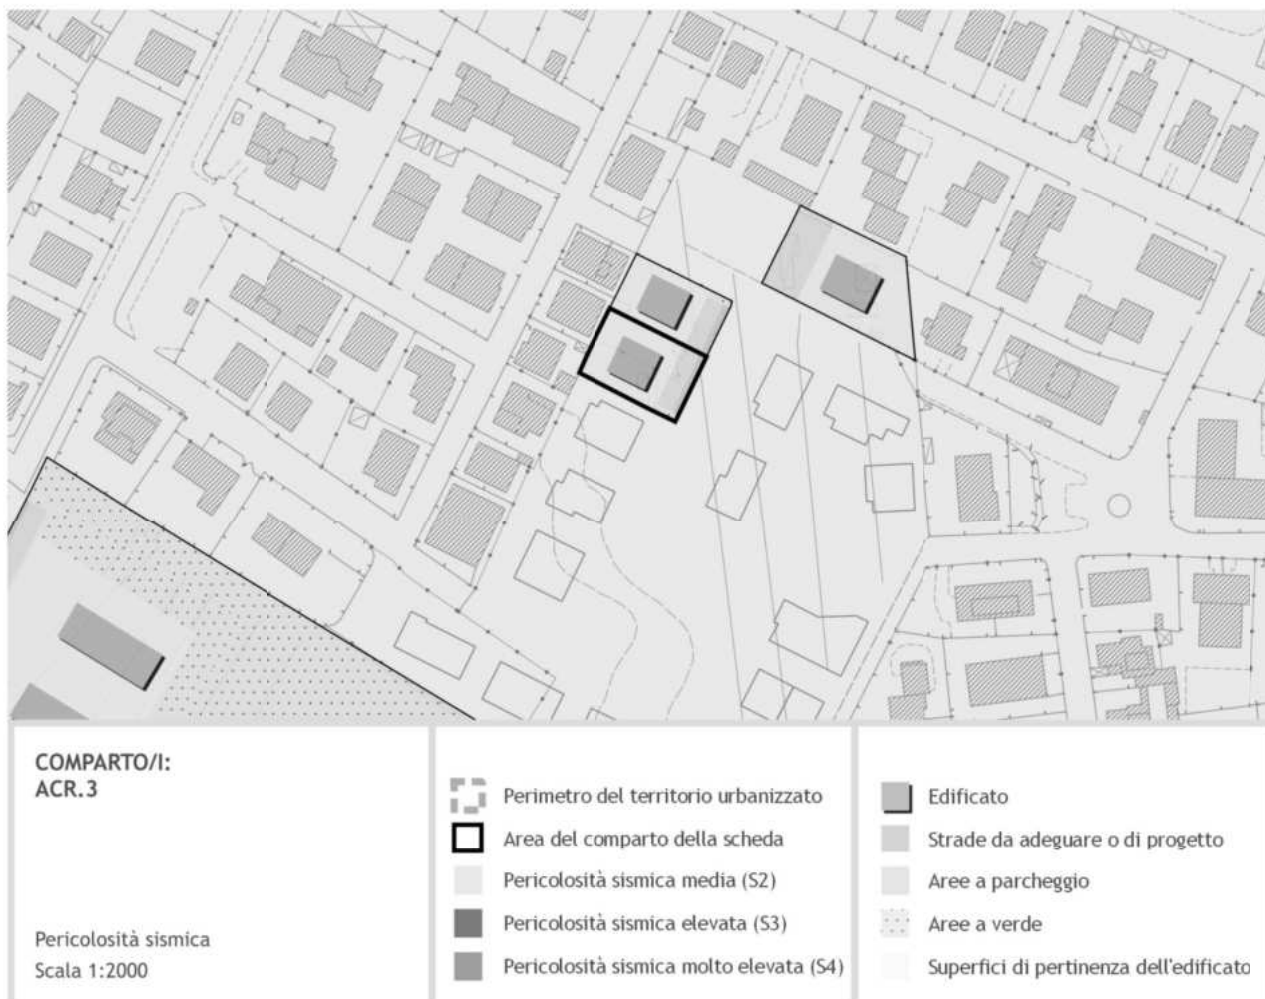 COMPARTO/I:
ACR.3
Pericolosità sismica
Scala 1:2000
Perimetro del territorio urbanizzato
Area del comparto della scheda
Pericolosità sismica media (S2)
Pericolosità sismica elevata (S3)
Pericolosità sismica molto elevata (S4)
Edificato
Strade da adeguare o di progetto
Aree a parcheggio
Aree a verde
Superfici di pertinenza dell'edificato